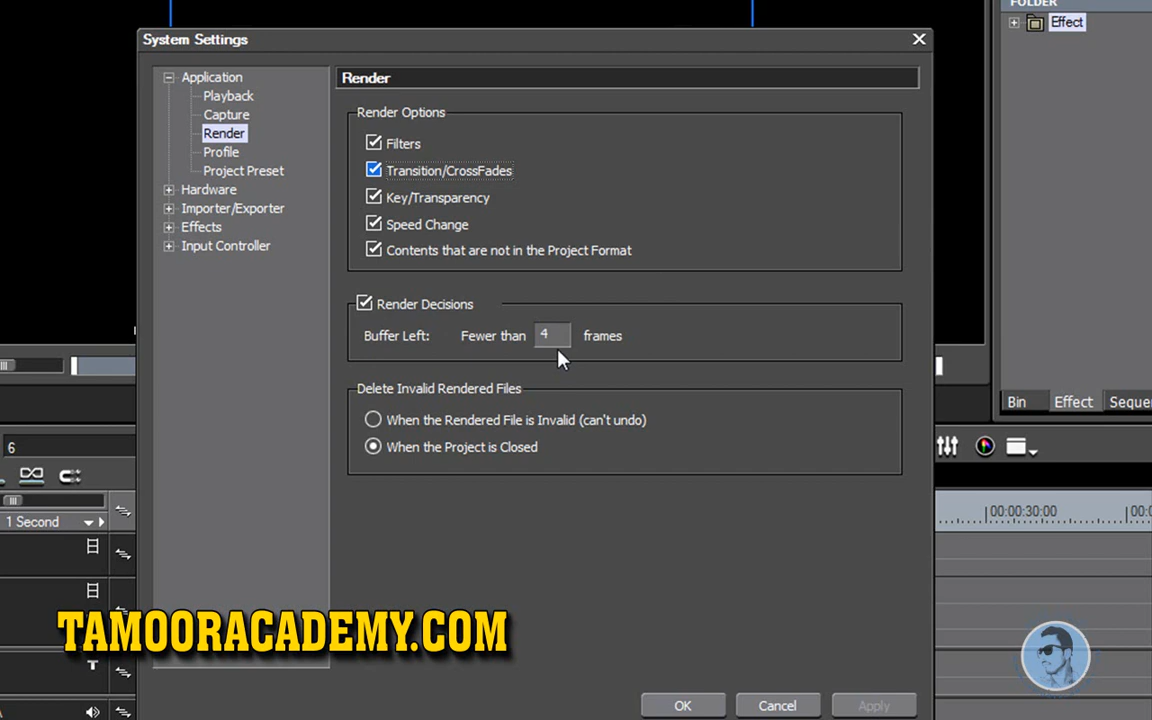 FOLDER
Effect
System Settings
Application
Playback
Capture
Render
Profile
Project Preset
Hardware
Importer/Exporter
Effects
Input Controller
Render
Render Options
Filters
Transition/CrossFades
Key/Transparency
Speed Change
Contents that are not in the Project Format
Render Decisions
Buffer Left: Fewer than 4 frames
Delete Invalid Rendered Files
When the Rendered File is Invalid (can't undo)
When the Project is Closed
OK Cancel Apply
Bin Effect Seque
6
1 Second
00:00:30:00
T
TAMOORACADEMY.COM